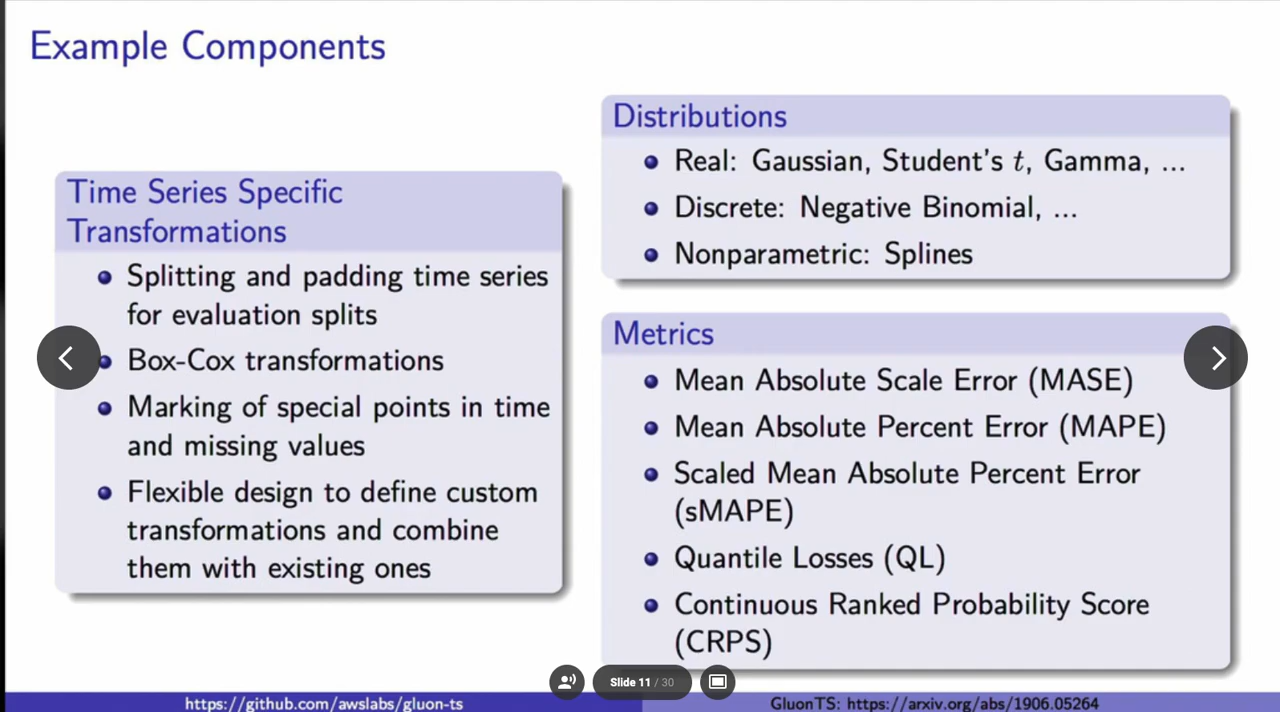 Example Components
Time Series Specific
Transformations
Splitting and padding time series
for evaluation splits
Box-Cox transformations
Marking of special points in time
and missing values
Flexible design to define custom
transformations and combine
them with existing ones
Distributions
Real: Gaussian, Student's t, Gamma, ...
Discrete: Negative Binomial, ...
Nonparametric: Splines
Metrics
Mean Absolute Scale Error (MASE)
Mean Absolute Percent Error (MAPE)
Scaled Mean Absolute Percent Error
(sMAPE)
Quantile Losses (QL)
Continuous Ranked Probability Score
(CRPS)
Slide 11 / 30
https://github.com/awslabs/gluon-ts
GluonTS: https://arxiv.org/abs/1906.05264